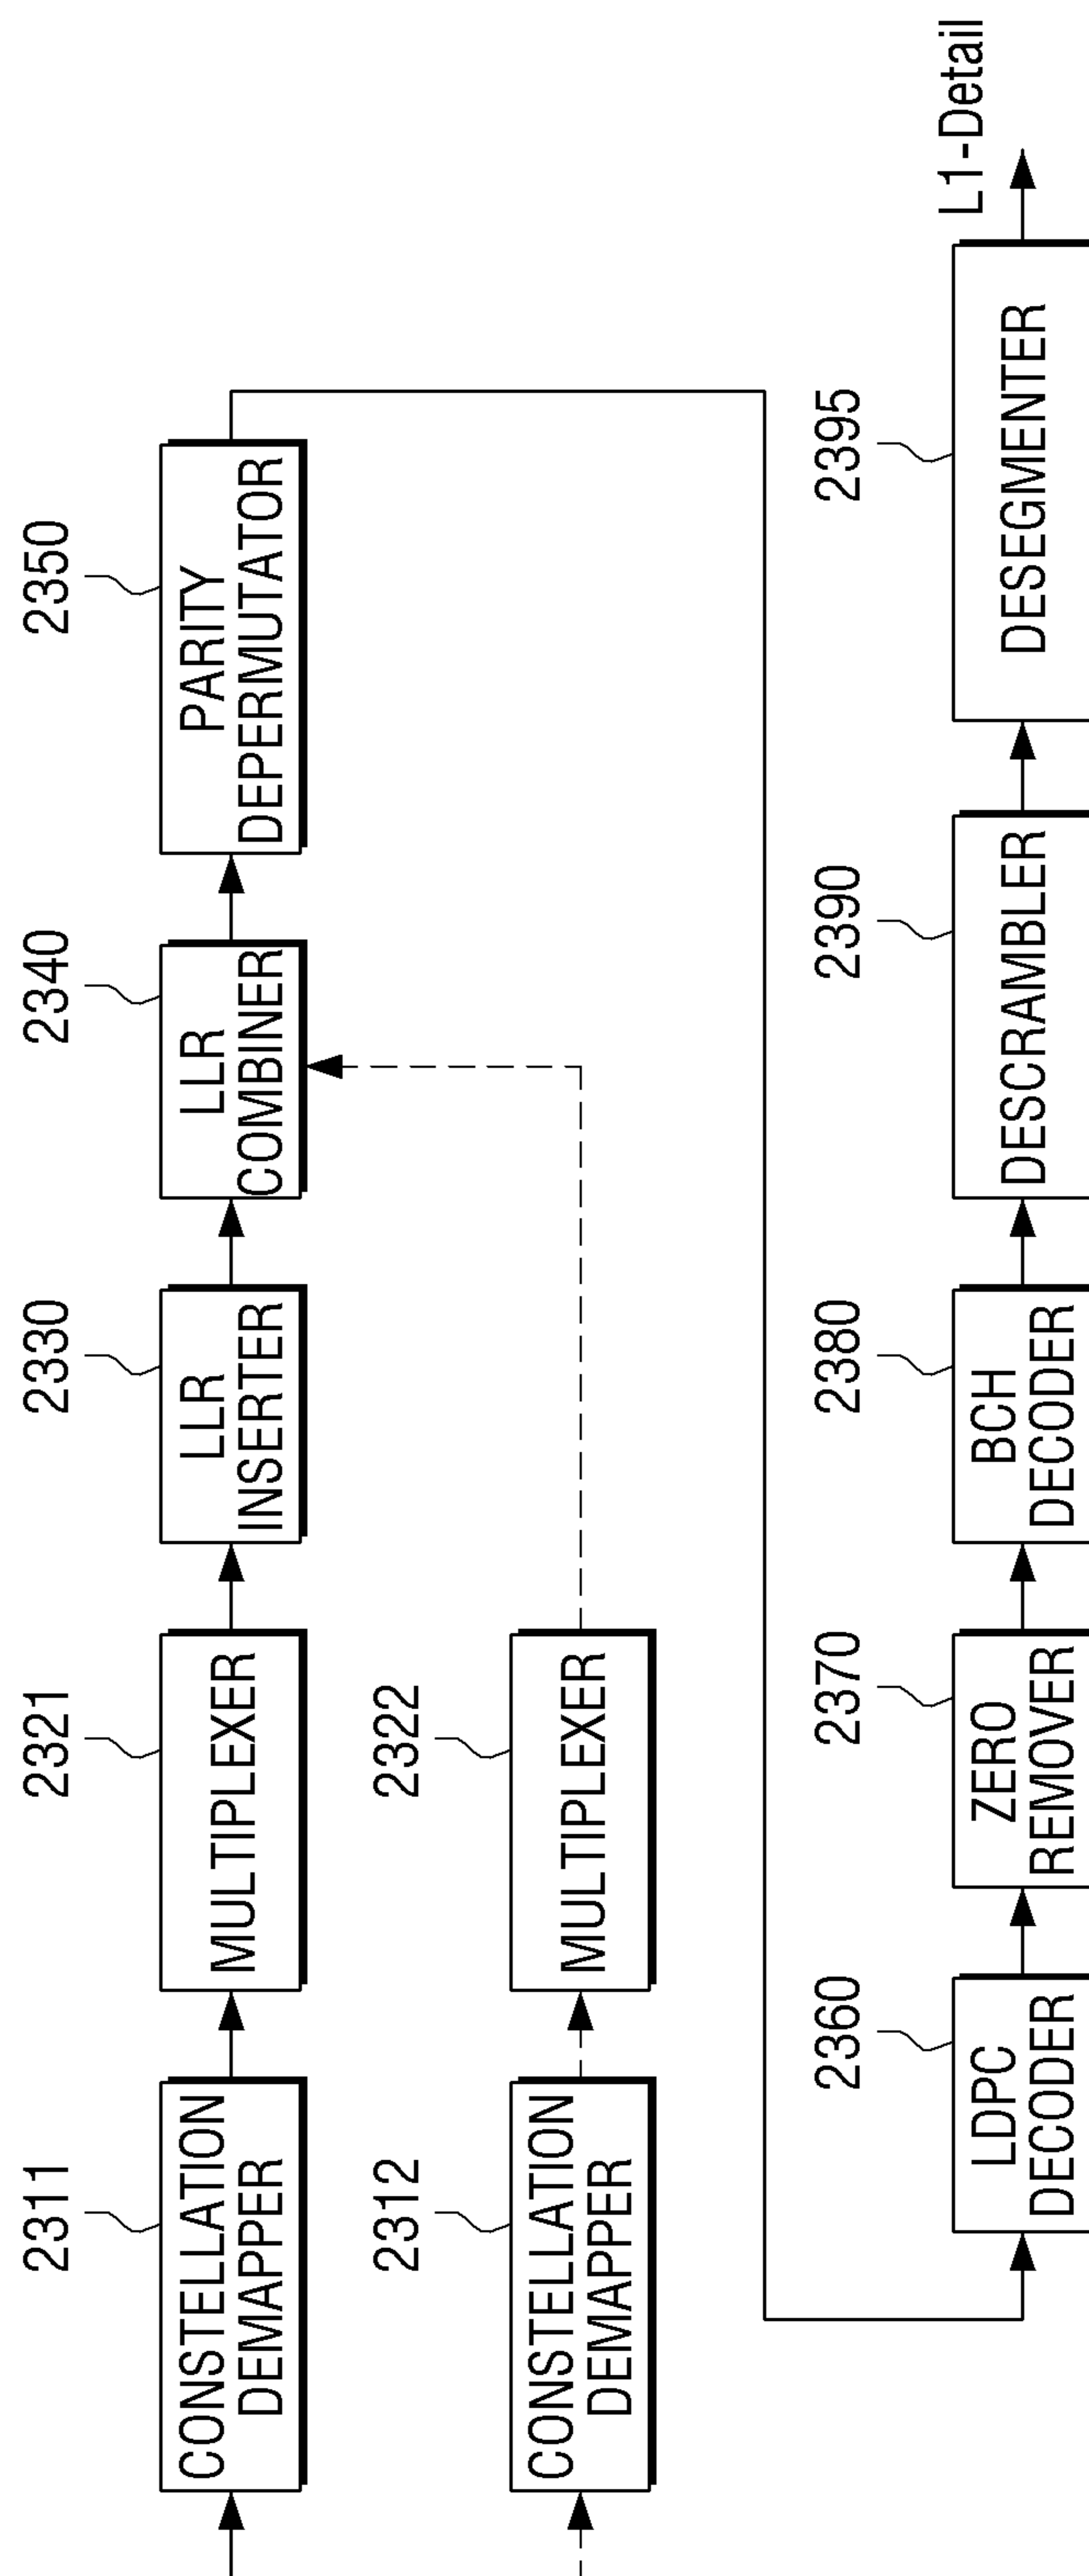 2311
CONSTELLATION
DEMAPPER
2321
MULTIPLEXER
2330
LLR
INSERTER
2340
LLR
COMBINER
2350
PARITY
DEPERMUTATOR
2312
CONSTELLATION
DEMAPPER
2322
MULTIPLEXER
2360
LDPC
DECODER
2370
ZERO
REMOVER
2380
BCH
DECODER
2390
DESCRAMBLER
2395
DESEGMENTER
L1-Detail